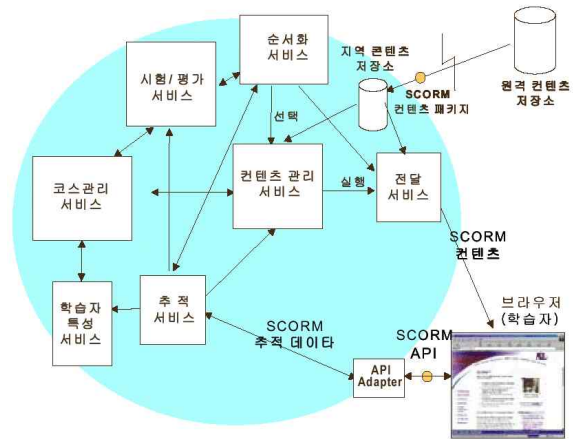 순서화
서비스
시험/ 평가
서비스
지역 콘텐츠
저장소
SCORM
컨텐츠 패키지
원격 컨텐츠
저장소
선택
코스관리
서비스
컨텐츠 관리
서비스
실행
전달
서비스
SCORM
컨텐츠
학습자
특성
서비스
추 적
서비스
SCORM
추적 데이타
브라우저
(학습자)
SCORM
API
API
Adapter